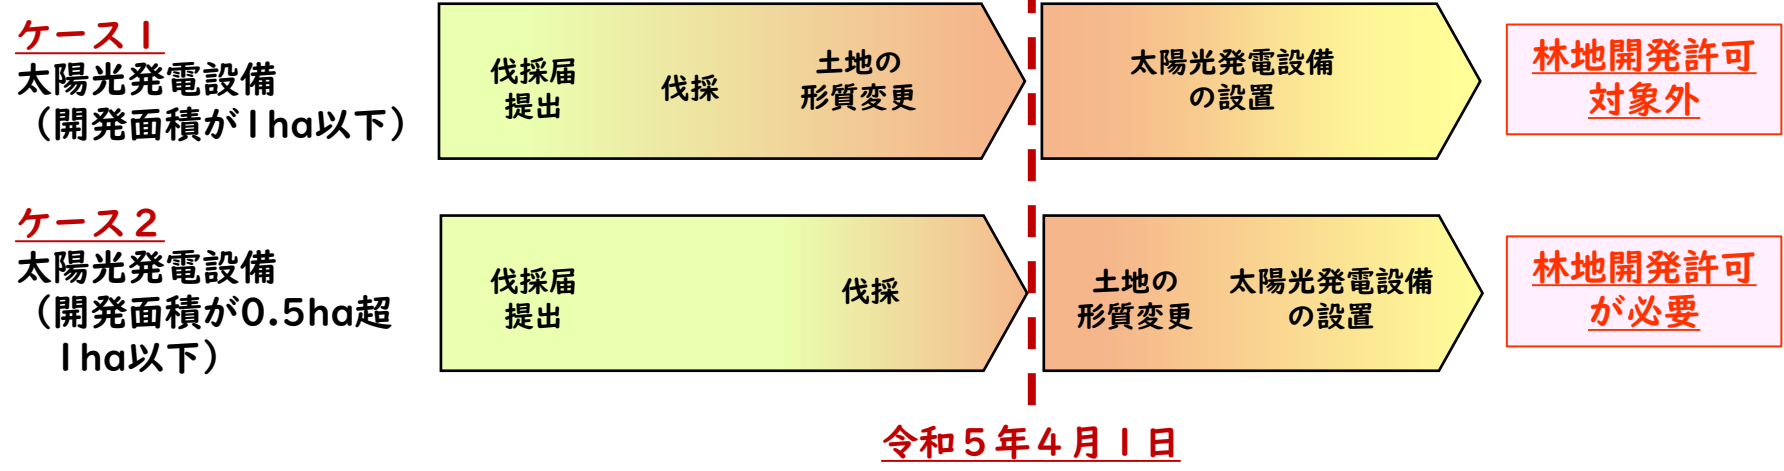 ケース1
太陽光発電設備
（開発面積が1ha以下）
伐採届
提出
伐採
土地の
形質変更
太陽光発電設備
の設置
林地開発許可
対象外
ケース2
太陽光発電設備
（開発面積が0.5ha超
1ha以下）
伐採届
提出
伐採
土地の
形質変更
太陽光発電設備
の設置
林地開発許可
が必要
令和5年4月1日